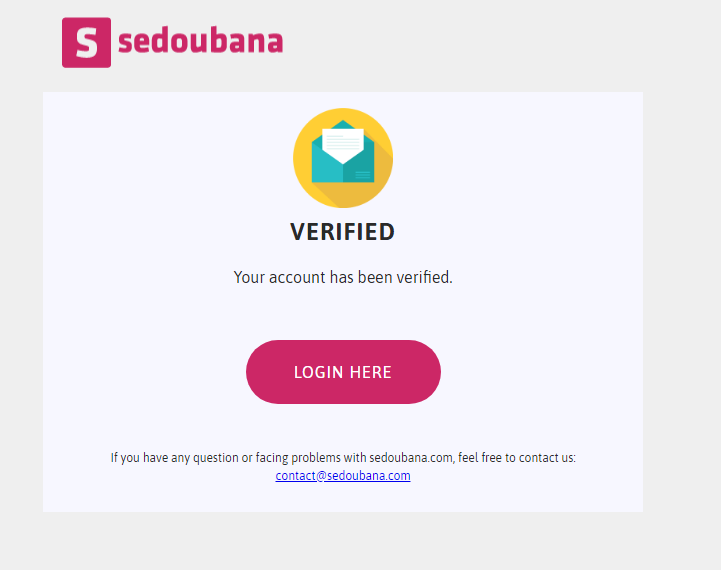 S sedoubana
VERIFIED
Your account has been verified.
LOGIN HERE
If you have any question or facing problems with sedoubana.com, feel free to contact us:
contact@sedoubana.com